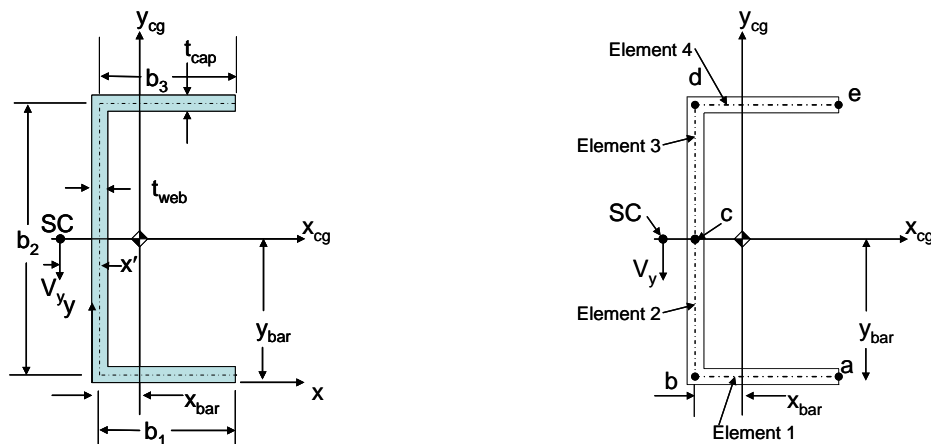 y_cg
t_cap
b_3
t_web
SC
x_cg
b_2
x′
V_y
y
y_bar
x
x_bar
b_1
y_cg
Element 4
d
e
Element 3
SC
c
x_cg
V_y
Element 2
y_bar
b
a
x_bar
Element 1